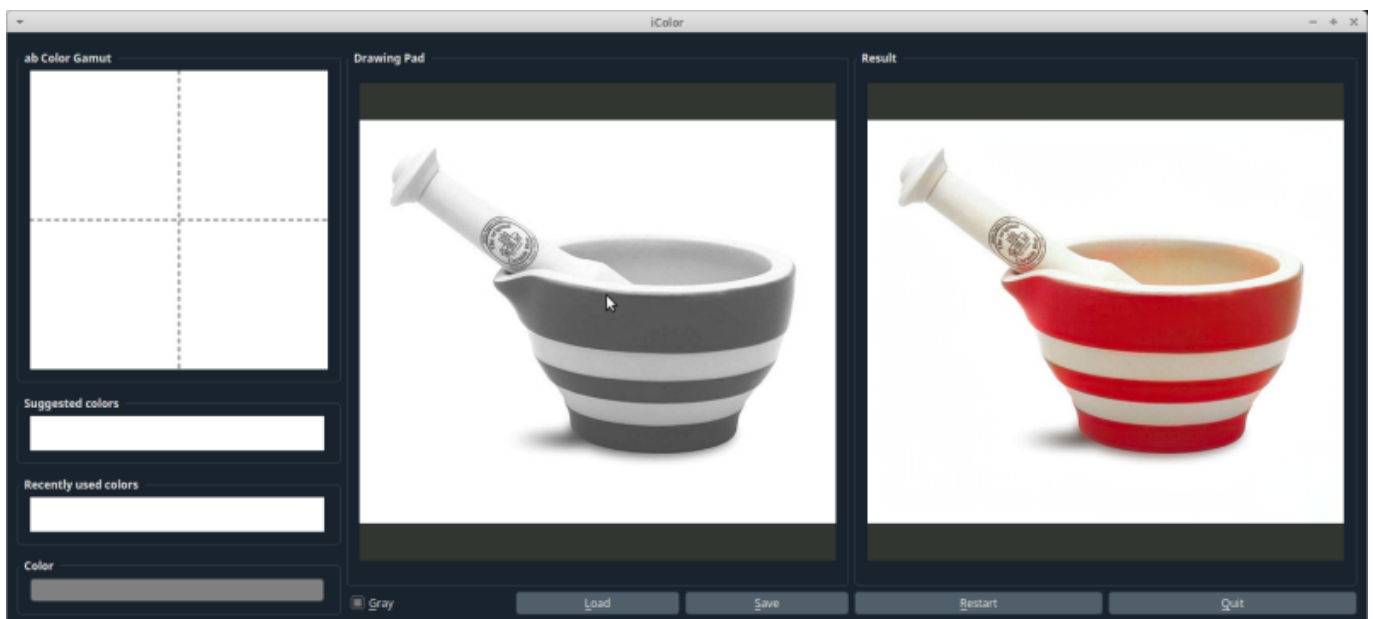 iColor
ab Color Gamut
Drawing Pad
Result
Suggested colors
Recently used colors
Color
Gray
Load
Save
Restart
Quit